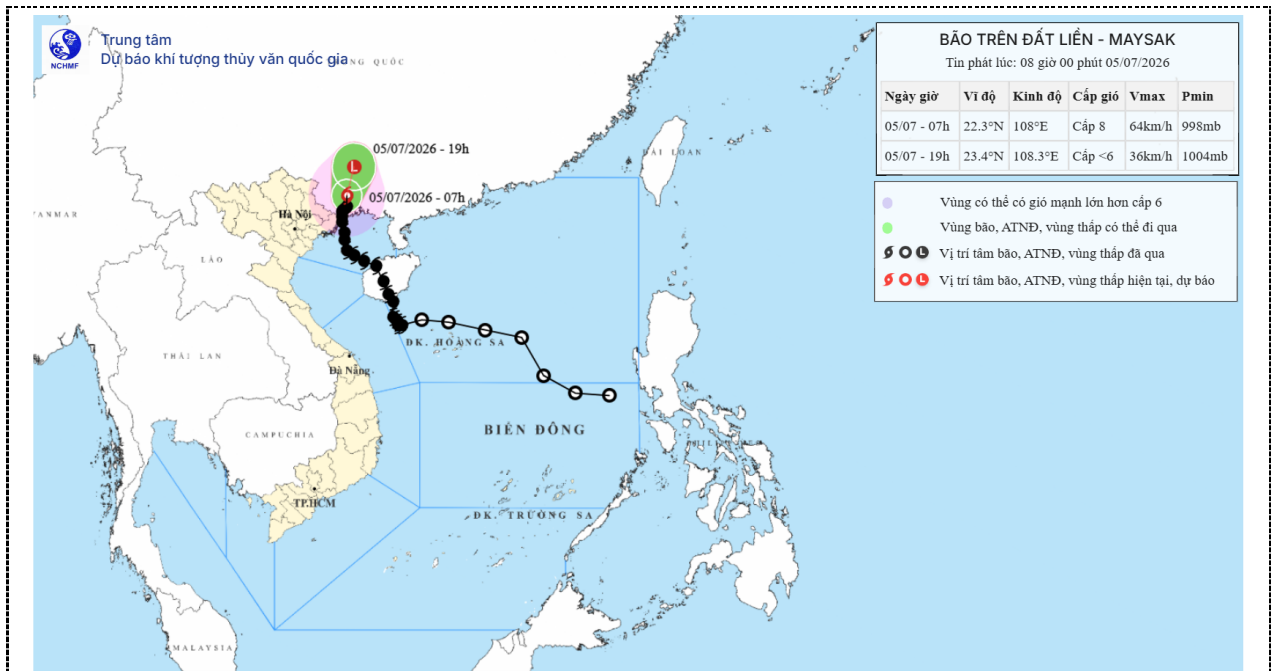 Trung tâm
Dự báo khí tượng thủy văn quốc gia
NCHMF
BÃO TRÊN ĐẤT LIỀN - MAYSAK
Tin phát lúc: 08 giờ 00 phút 05/07/2026
Ngày giờ Vĩ độ Kinh độ Cấp gió Vmax Pmin
05/07 - 07h 22.3°N 108°E Cấp 8 64km/h 998mb
05/07 - 19h 23.4°N 108.3°E Cấp <6 36km/h 1004mb
Vùng có thể có gió mạnh lớn hơn cấp 6
Vùng bão, ATNĐ, vùng thấp có thể đi qua
Vị trí tâm bão, ATNĐ, vùng thấp đã qua
Vị trí tâm bão, ATNĐ, vùng thấp hiện tại, dự báo
QUỐC
05/07/2026 - 19h
L
05/07/2026 - 07h
ĐÀI LOAN
Hà Nội
LÀO
THÁI LAN
ĐK. HOÀNG SA
Đà Nẵng
BIỂN ĐÔNG
CAMPUCHIA
TP.HCM
ĐK. TRƯỜNG SA
MALAYSIA